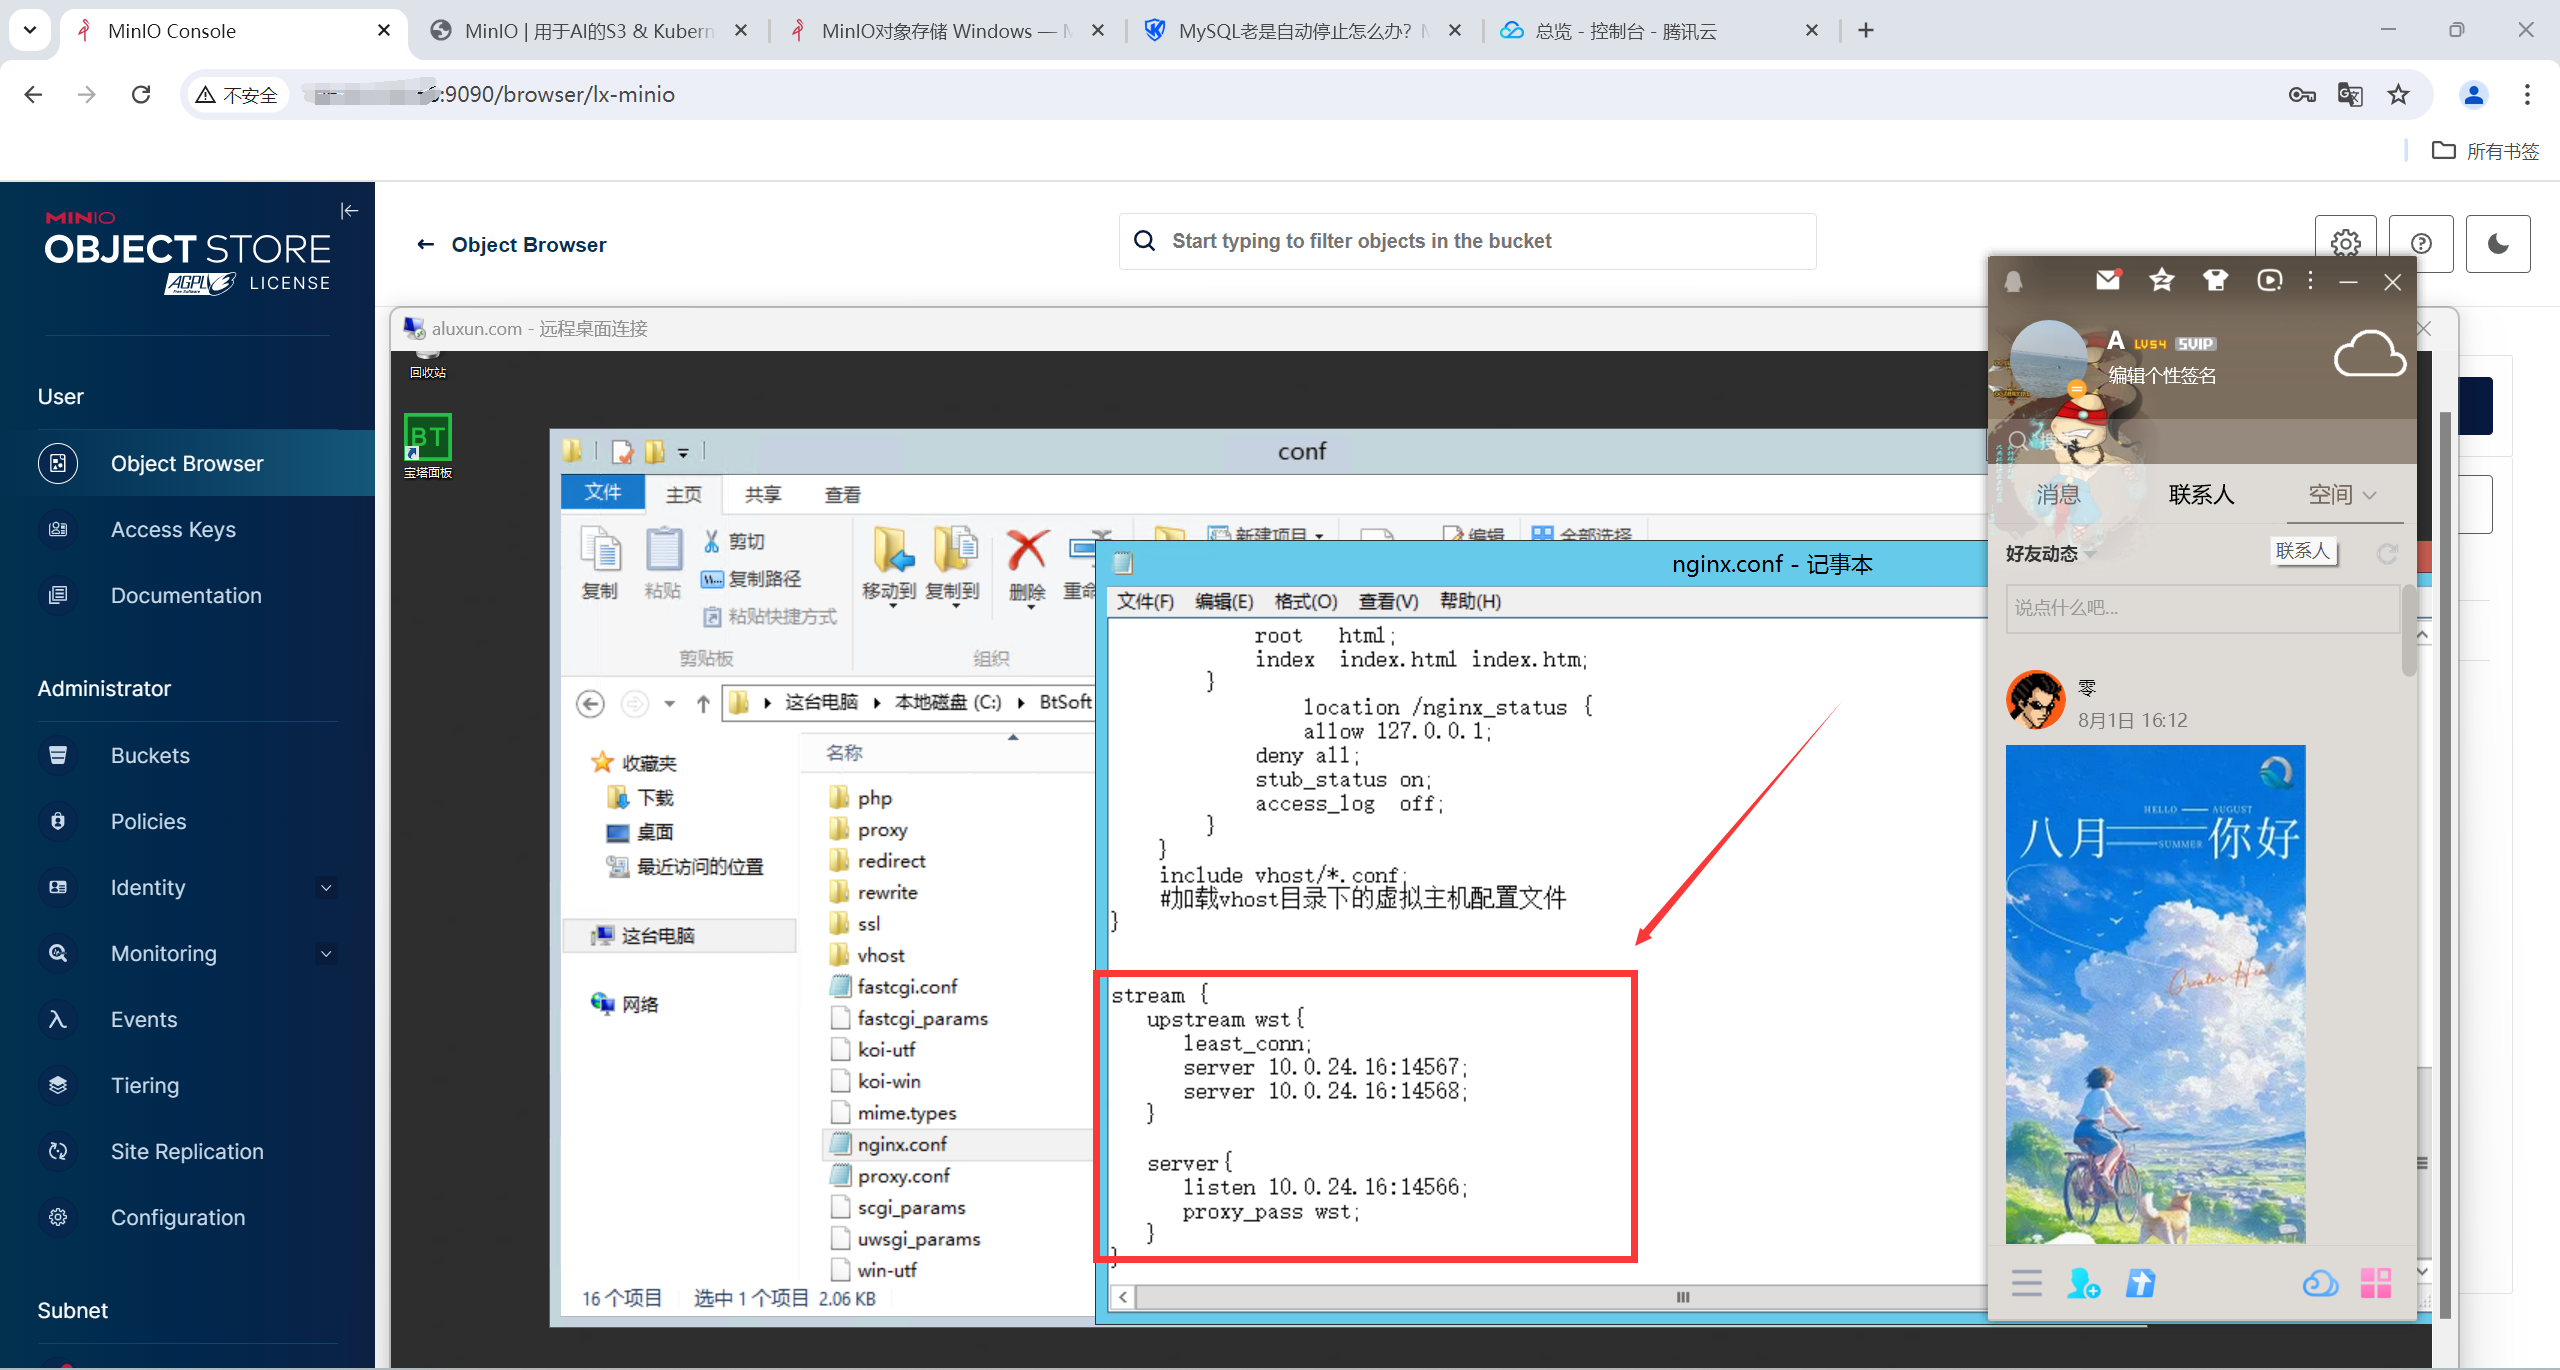 MinIO Console
MinIO | 用于AI的S3 & Kubern
MinIO对象存储 Windows —
MySQL老是自动停止怎么办?
总览 - 控制台 - 腾讯云
不安全
:9090/browser/lx-minio
所有书签
MINIO
OBJECT STORE
AGPLV3 LICENSE
User
Object Browser
Access Keys
Documentation
Administrator
Buckets
Policies
Identity
Monitoring
Events
Tiering
Site Replication
Configuration
Subnet
Object Browser
Start typing to filter objects in the bucket
aluxun.com - 远程桌面连接
回收站
BT
宝塔面板
conf
文件
主页
共享
查看
复制
粘贴
剪切
复制路径
粘贴快捷方式
剪贴板
移动到
复制到
删除
组织
新建项目
编辑
全部选择
这台电脑
本地磁盘 (C:)
BtSoft
收藏夹
下载
桌面
最近访问的位置
这台电脑
网络
名称
php
proxy
redirect
rewrite
ssl
vhost
fastcgi.conf
fastcgi_params
koi-utf
koi-win
mime.types
nginx.conf
proxy.conf
scgi_params
uwsgi_params
win-utf
16 个项目
选中 1 个项目 2.06 KB
nginx.conf - 记事本
文件(F)
编辑(E)
格式(O)
查看(V)
帮助(H)
root html;
index index.html index.htm;
}
location /nginx_status {
allow 127.0.0.1;
deny all;
stub_status on;
access_log off;
}
}
include vhost/*.conf;
#加载vhost目录下的虚拟主机配置文件
}
stream {
upstream wst{
least_conn;
server 10.0.24.16:14567;
server 10.0.24.16:14568;
}
server{
listen 10.0.24.16:14566;
proxy_pass wst;
}
}
A LV54 SVIP
编辑个性签名
消息
联系人
空间
好友动态
联系人
说点什么吧...
零
8月1日 16:12
HELLO — AUGUST
八月——你好
SUMMER
Greater Heat